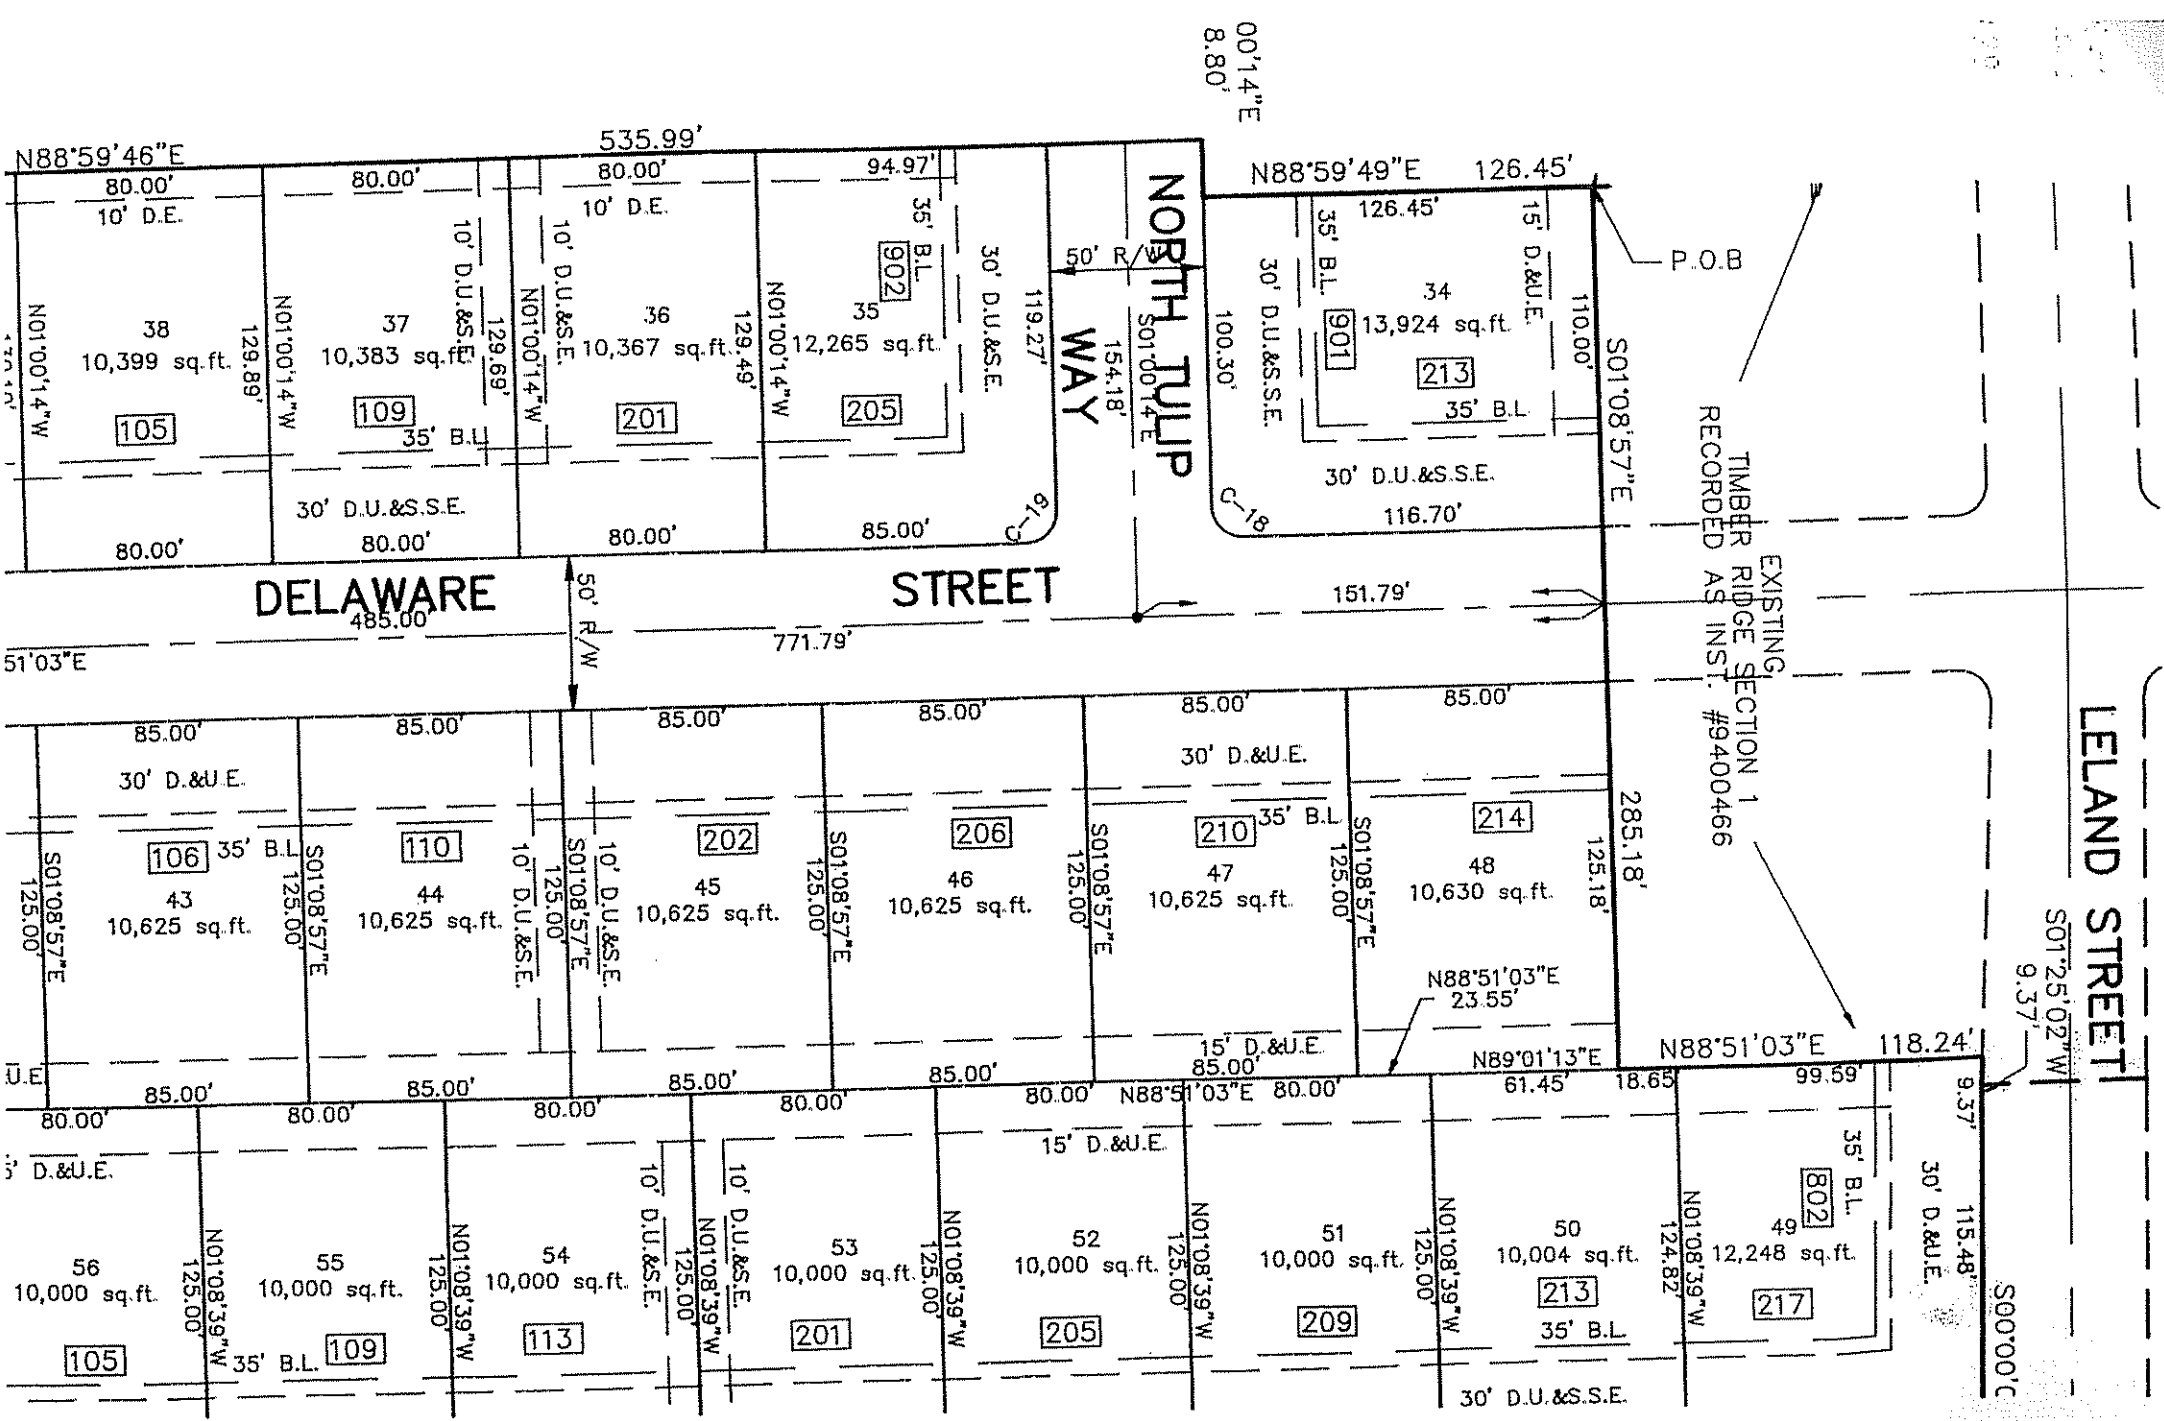 00'14"E
8.80'
N88°59'46"E
535.99'
N88°59'49"E 126.45'
80.00'
80.00'
80.00'
94.97'
126.45'
10' D.E.
10' D.E.
35' B.L.
902
30' D.U.&S.E.
119.27'
50' R/W
NORTH TULIP
WAY
S01°00'14"E
154.18'
100.30'
30' D.U.&S.S.E.
35' B.L.
901
15' D.&U.E.
110.00'
P.O.B
34
13,924 sq.ft.
213
35' B.L.
30' D.U.&S.S.E.
116.70'
C-18
C-19
S01°08'57"E
N01°00'14"W
38
10,399 sq.ft.
105
129.89'
N01°00'14"W
37
10,383 sq.ft.
109
35' B.L.
10' D.U.&S.E.
129.69'
N01°00'14"W
10' D.U.&S.E.
36
10,367 sq.ft.
201
129.49'
N01°00'14"W
35
12,265 sq.ft.
205
30' D.U.&S.S.E.
80.00'
80.00'
80.00'
85.00'
EXISTING
TIMBER RIDGE SECTION 1
RECORDED AS INST. #9400466
DELAWARE STREET
485.00'
50' R/W
771.79'
151.79'
51'03"E
LELAND STREET
S01°25'02"W
9.37'
85.00'
85.00'
85.00'
85.00'
85.00'
85.00'
30' D.&U.E.
30' D.&U.E.
106
35' B.L.
110
202
206
210
35' B.L.
214
285.18'
125.18'
S01°08'57"E
125.00'
43
10,625 sq.ft.
S01°08'57"E
125.00'
44
10,625 sq.ft.
10' D.U.&S.E.
125.00'
S01°08'57"E
10' D.U.&S.E.
45
10,625 sq.ft.
125.00'
S01°08'57"E
46
10,625 sq.ft.
125.00'
S01°08'57"E
47
10,625 sq.ft.
125.00'
S01°08'57"E
48
10,630 sq.ft.
N88°51'03"E
23.55'
15' D.&U.E.
U.E.
85.00'
85.00'
85.00'
85.00'
85.00'
N89°01'13"E
N88°51'03"E 118.24'
80.00'
80.00'
80.00'
80.00'
80.00'
N88°51'03"E
80.00'
61.45'
18.65'
99.59'
9.37'
5' D.&U.E.
15' D.&U.E.
56
10,000 sq.ft.
105
125.00'
N01°08'39"W
55
10,000 sq.ft.
35' B.L.
109
125.00'
N01°08'39"W
54
10,000 sq.ft.
113
10' D.U.&S.E.
125.00'
N01°08'39"W
10' D.U.&S.E.
53
10,000 sq.ft.
201
125.00'
N01°08'39"W
52
10,000 sq.ft.
205
125.00'
N01°08'39"W
51
10,000 sq.ft.
209
125.00'
N01°08'39"W
50
10,004 sq.ft.
213
35' B.L.
124.82'
N01°08'39"W
49
12,248 sq.ft.
217
802
35' B.L.
30' D.&U.E.
115.48'
S00°00'0
30' D.U.&S.S.E.